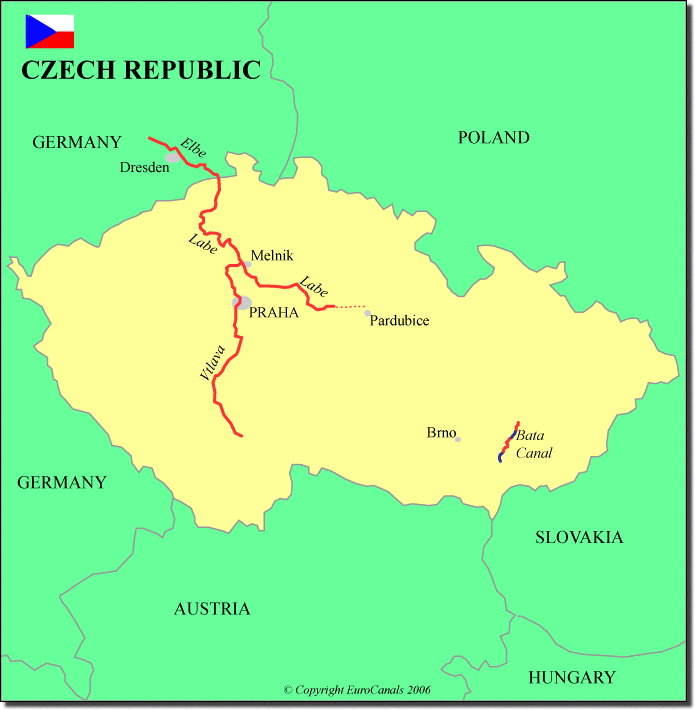 CZECH REPUBLIC
GERMANY
POLAND
Elbe
Dresden
Labe
Melnik
Labe
PRAHA
Pardubice
Vltava
Brno
Bata
Canal
GERMANY
SLOVAKIA
AUSTRIA
HUNGARY
© Copyright EuroCanals 2006